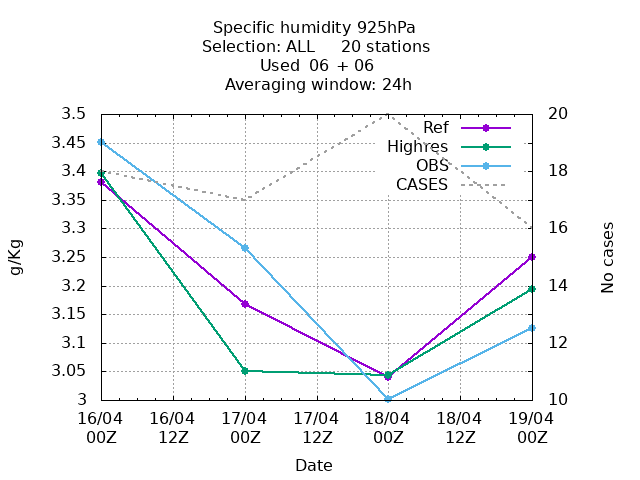 Specific humidity 925hPa
Selection: ALL 20 stations
Used 06 + 06
Averaging window: 24h
3.5 20
Ref
3.45
Highres
3.4 18
OBS
CASES
3.35
3.3 16
3.25
g/Kg No cases
3.2 14
3.15
3.1 12
3.05
3 10
16/04 16/04 17/04 17/04 18/04 18/04 19/04
00Z 12Z 00Z 12Z 00Z 12Z 00Z
Date